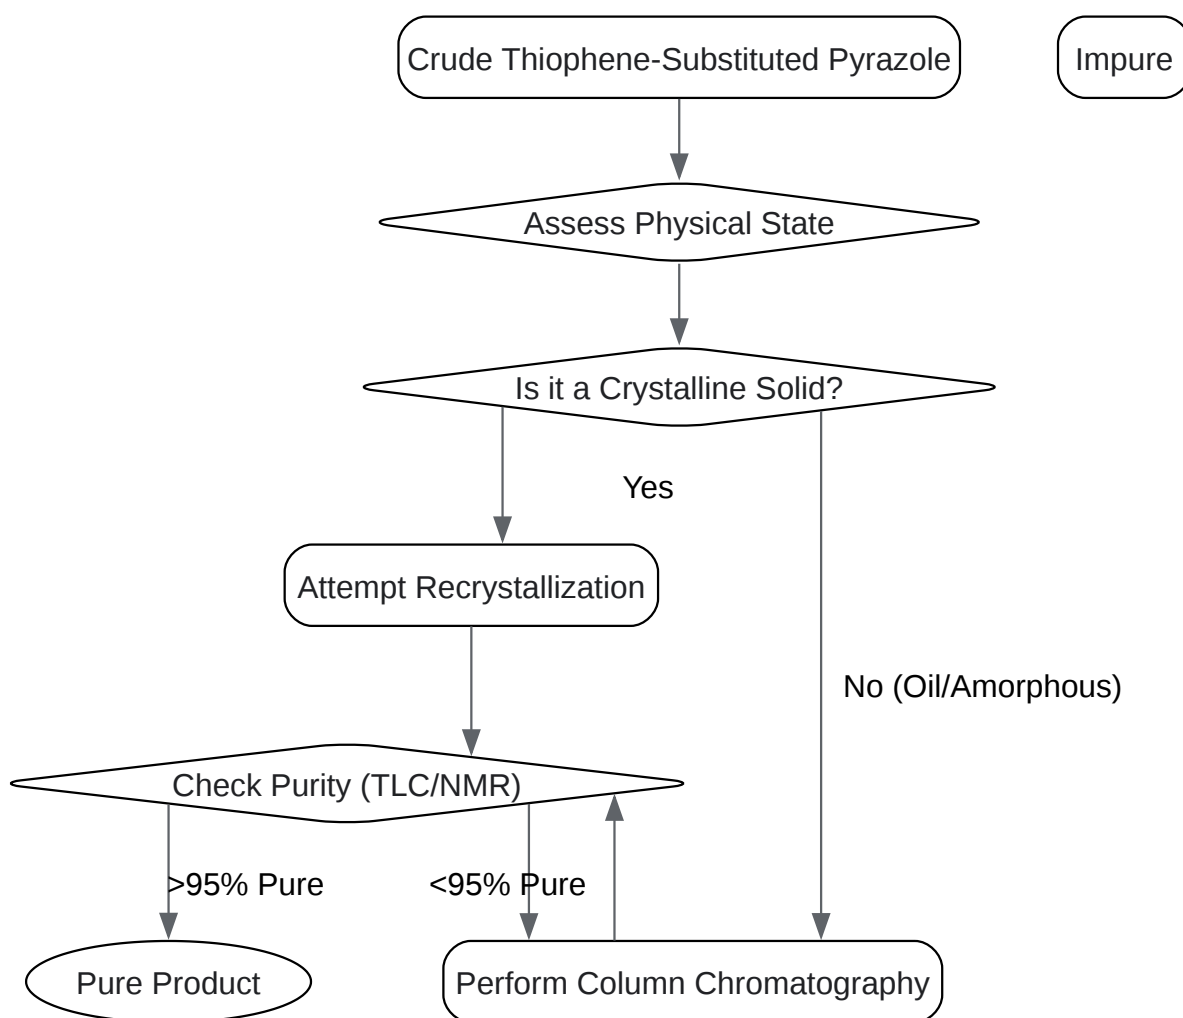 Crude Thiophene-Substituted Pyrazole
Impure
Assess Physical State
Is it a Crystalline Solid?
Yes
Attempt Recrystallization
No (Oil/Amorphous)
Check Purity (TLC/NMR)
>95% Pure
<95% Pure
Pure Product
Perform Column Chromatography